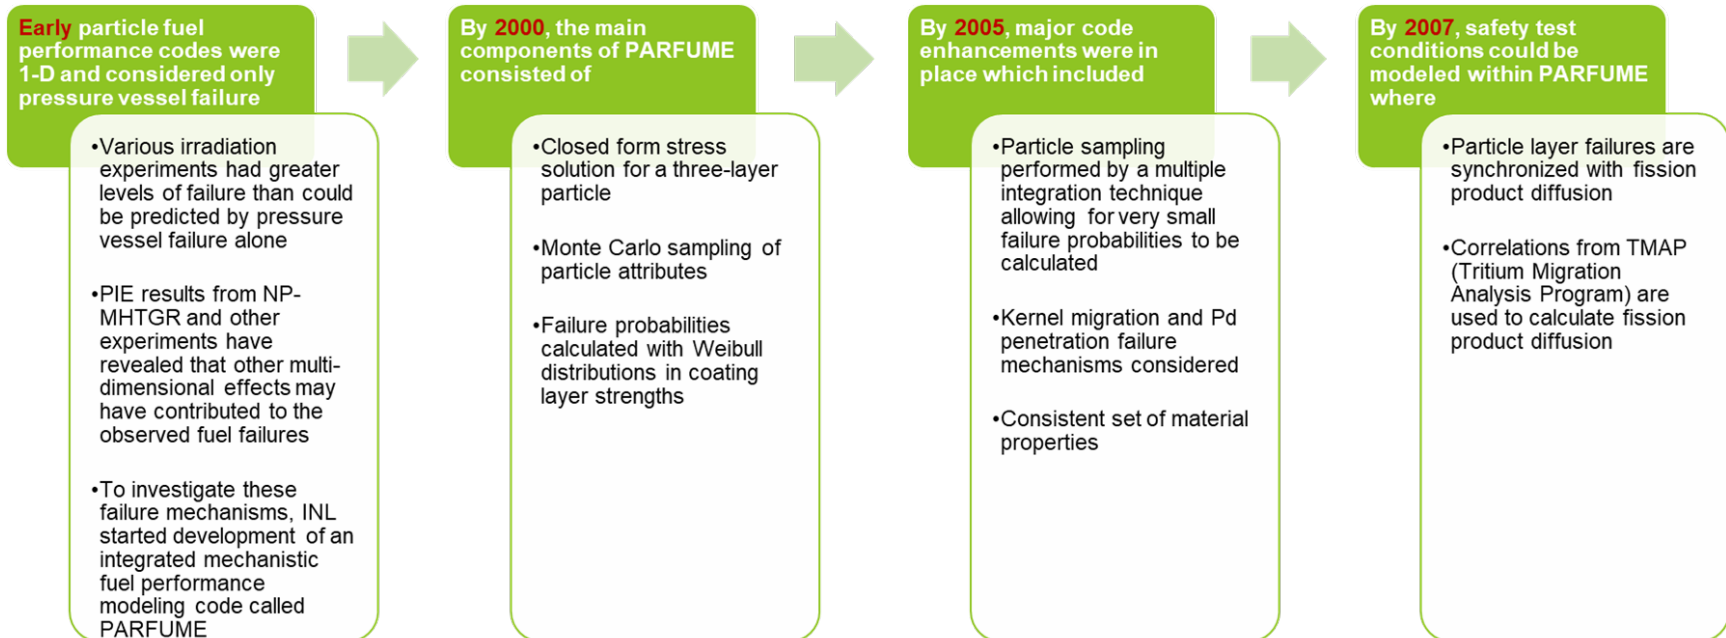 Early particle fuel
performance codes were
1-D and considered only
pressure vessel failure
•Various irradiation
experiments had greater
levels of failure than could
be predicted by pressure
vessel failure alone
•PIE results from NP-
MHTGR and other
experiments have
revealed that other multi-
dimensional effects may
have contributed to the
observed fuel failures
•To investigate these
failure mechanisms, INL
started development of an
integrated mechanistic
fuel performance
modeling code called
PARFUME
By 2000, the main
components of PARFUME
consisted of
•Closed form stress
solution for a three-layer
particle
•Monte Carlo sampling of
particle attributes
•Failure probabilities
calculated with Weibull
distributions in coating
layer strengths
By 2005, major code
enhancements were in
place which included
•Particle sampling
performed by a multiple
integration technique
allowing for very small
failure probabilities to be
calculated
•Kernel migration and Pd
penetration failure
mechanisms considered
•Consistent set of material
properties
By 2007, safety test
conditions could be
modeled within PARFUME
where
•Particle layer failures are
synchronized with fission
product diffusion
•Correlations from TMAP
(Tritium Migration
Analysis Program) are
used to calculate fission
product diffusion